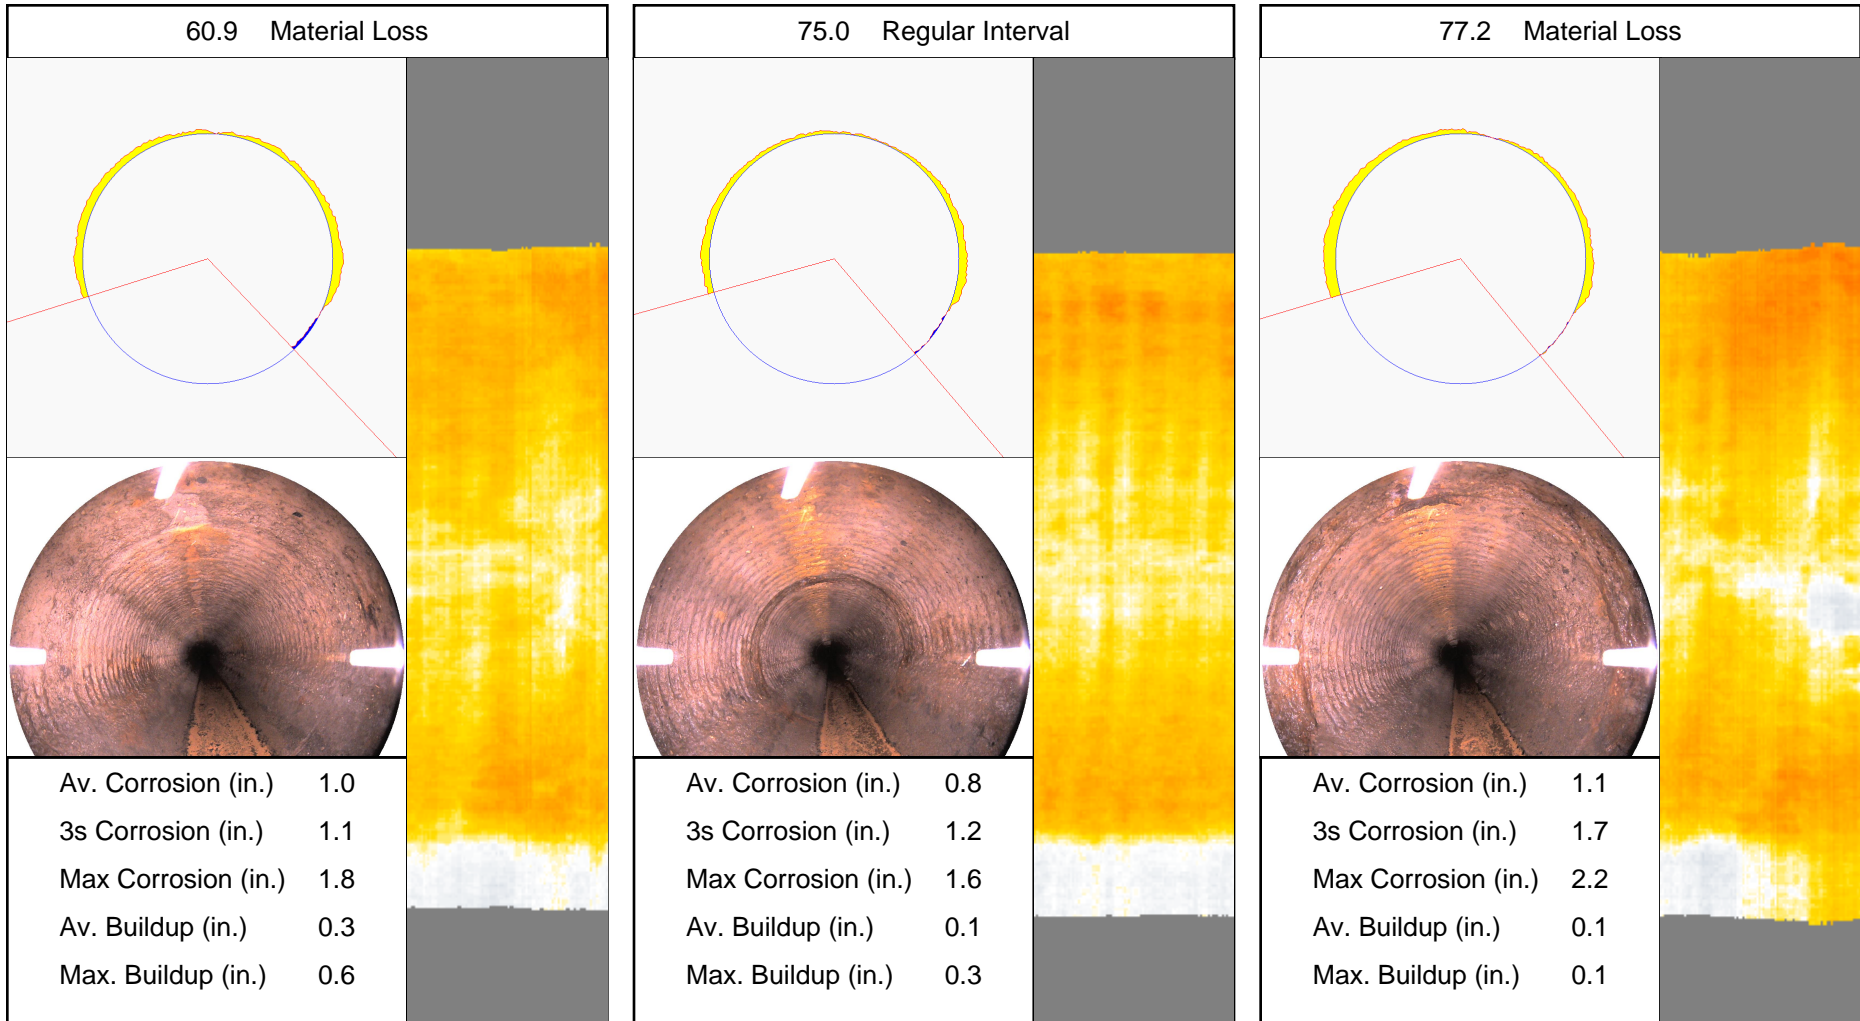 60.9 Material Loss
Av. Corrosion (in.) 1.0
3s Corrosion (in.) 1.1
Max Corrosion (in.) 1.8
Av. Buildup (in.) 0.3
Max. Buildup (in.) 0.6
75.0 Regular Interval
Av. Corrosion (in.) 0.8
3s Corrosion (in.) 1.2
Max Corrosion (in.) 1.6
Av. Buildup (in.) 0.1
Max. Buildup (in.) 0.3
77.2 Material Loss
Av. Corrosion (in.) 1.1
3s Corrosion (in.) 1.7
Max Corrosion (in.) 2.2
Av. Buildup (in.) 0.1
Max. Buildup (in.) 0.1